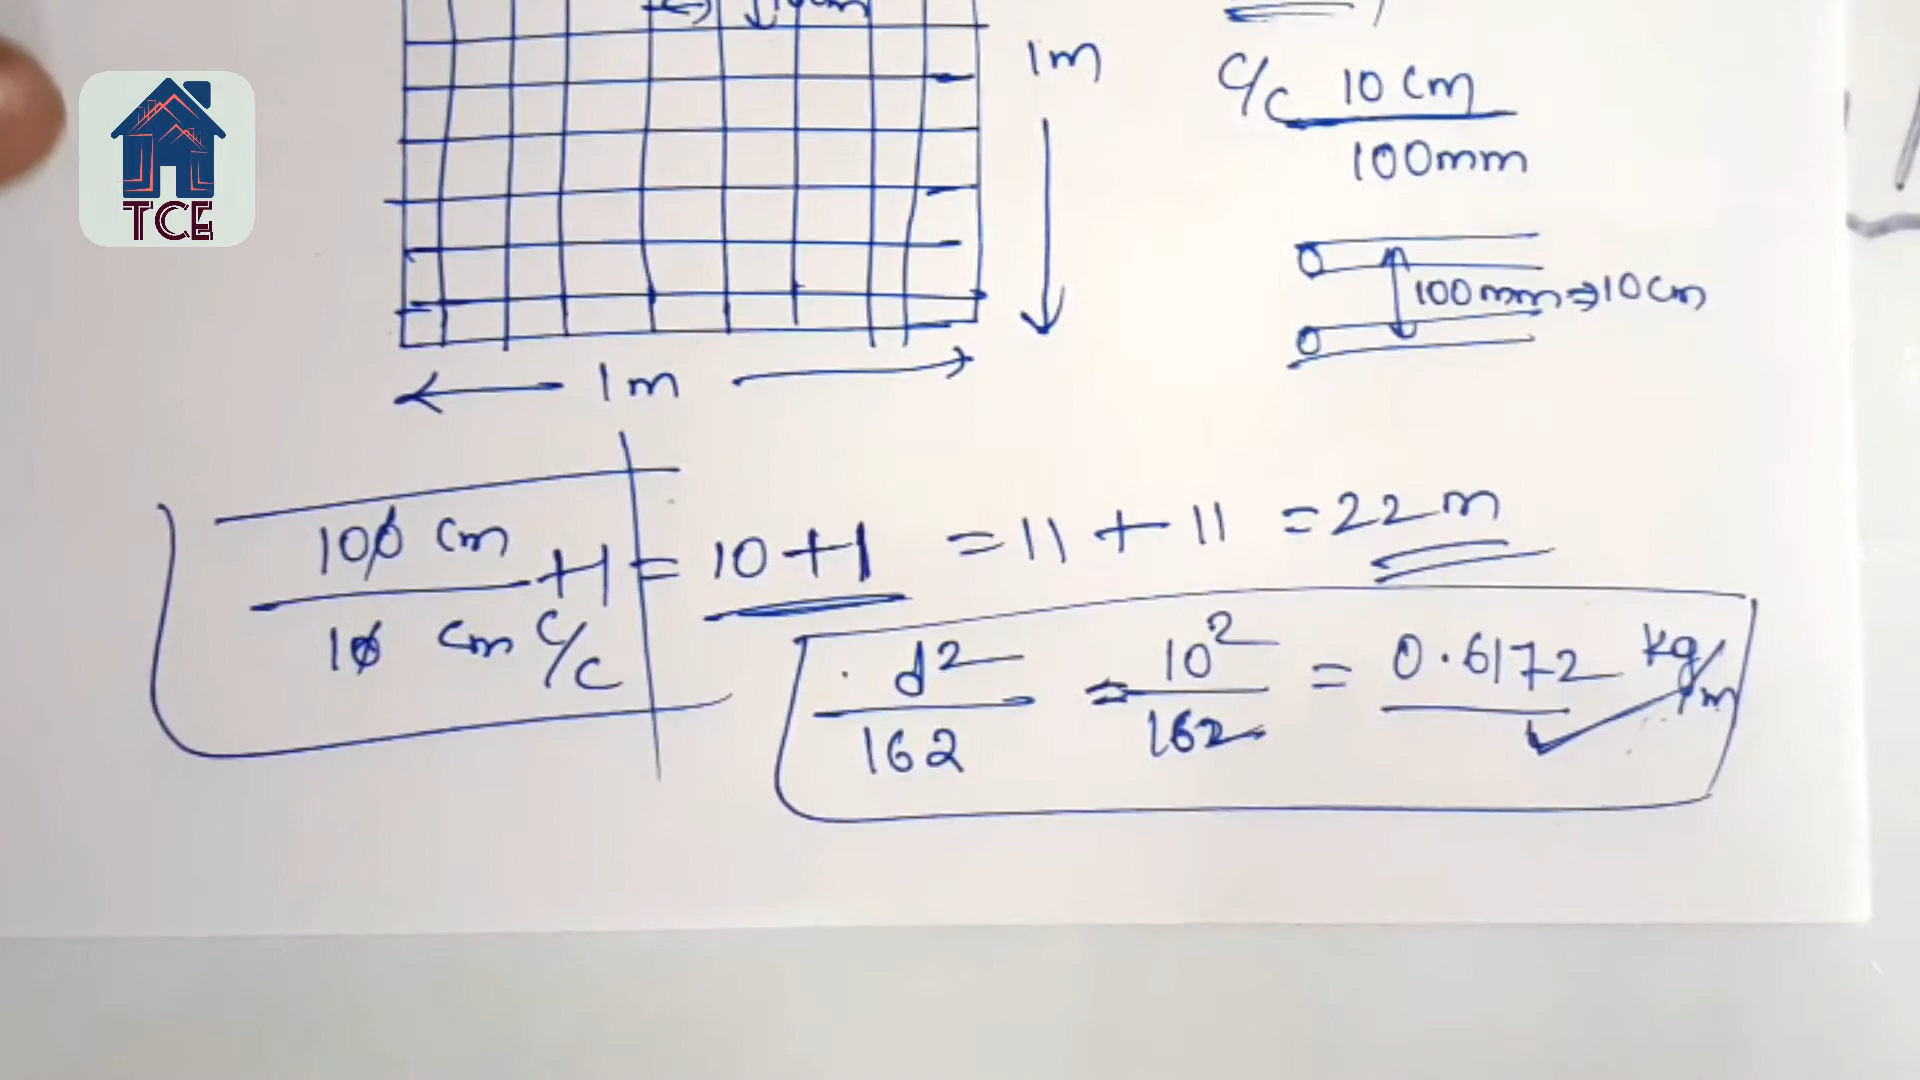 1m
C/C 10 cm
100mm
TCE
100mm⇒10cm
1m
100 cm
10 cm C/C
+1 = 10+1 = 11 + 11 = 22m
d²/162 = 10²/162 = 0.6172 kg/m